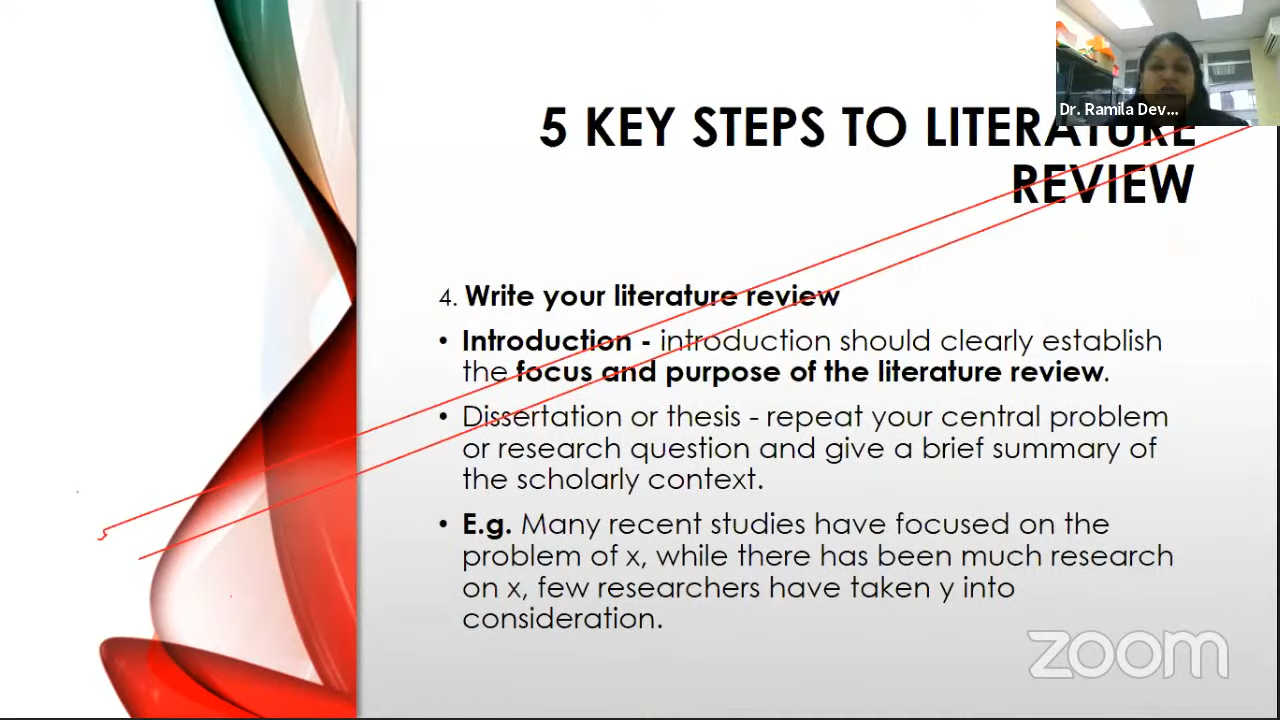 Dr. Ramila Dev...
5 KEY STEPS TO LITERATURE
REVIEW
4. Write your literature review
• Introduction - introduction should clearly establish
the focus and purpose of the literature review.
• Dissertation or thesis - repeat your central problem
or research question and give a brief summary of
the scholarly context.
• E.g. Many recent studies have focused on the
problem of x, while there has been much research
on x, few researchers have taken y into
consideration.
zoom